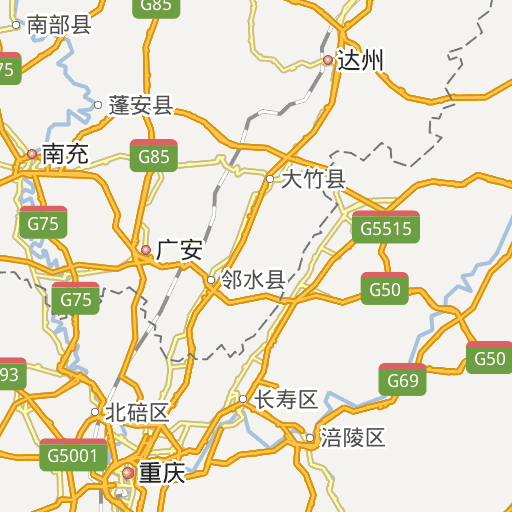 G85
南部县
达州
75
蓬安县
南充
G85
大竹县
G75
G5515
广安
邻水县
G50
G75
G50
93
G69
长寿区
北碚区
涪陵区
G5001
重庆